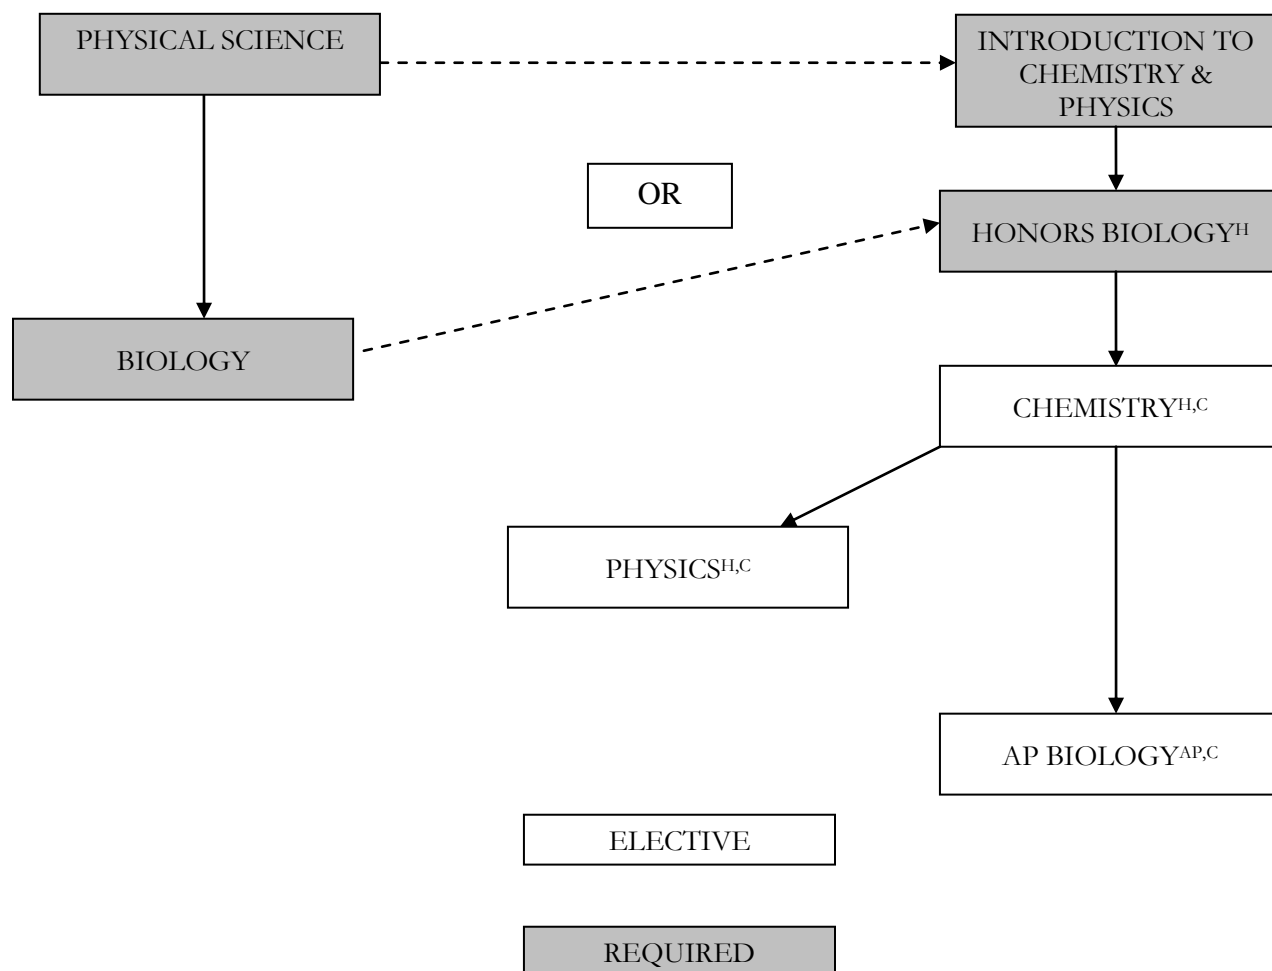 PHYSICAL SCIENCE
INTRODUCTION TO
CHEMISTRY &
PHYSICS
OR
HONORS BIOLOGYᴴ
BIOLOGY
CHEMISTRYᴴ,ᶜ
PHYSICSᴴ,ᶜ
AP BIOLOGYᴬᴾ,ᶜ
ELECTIVE
REQUIRED